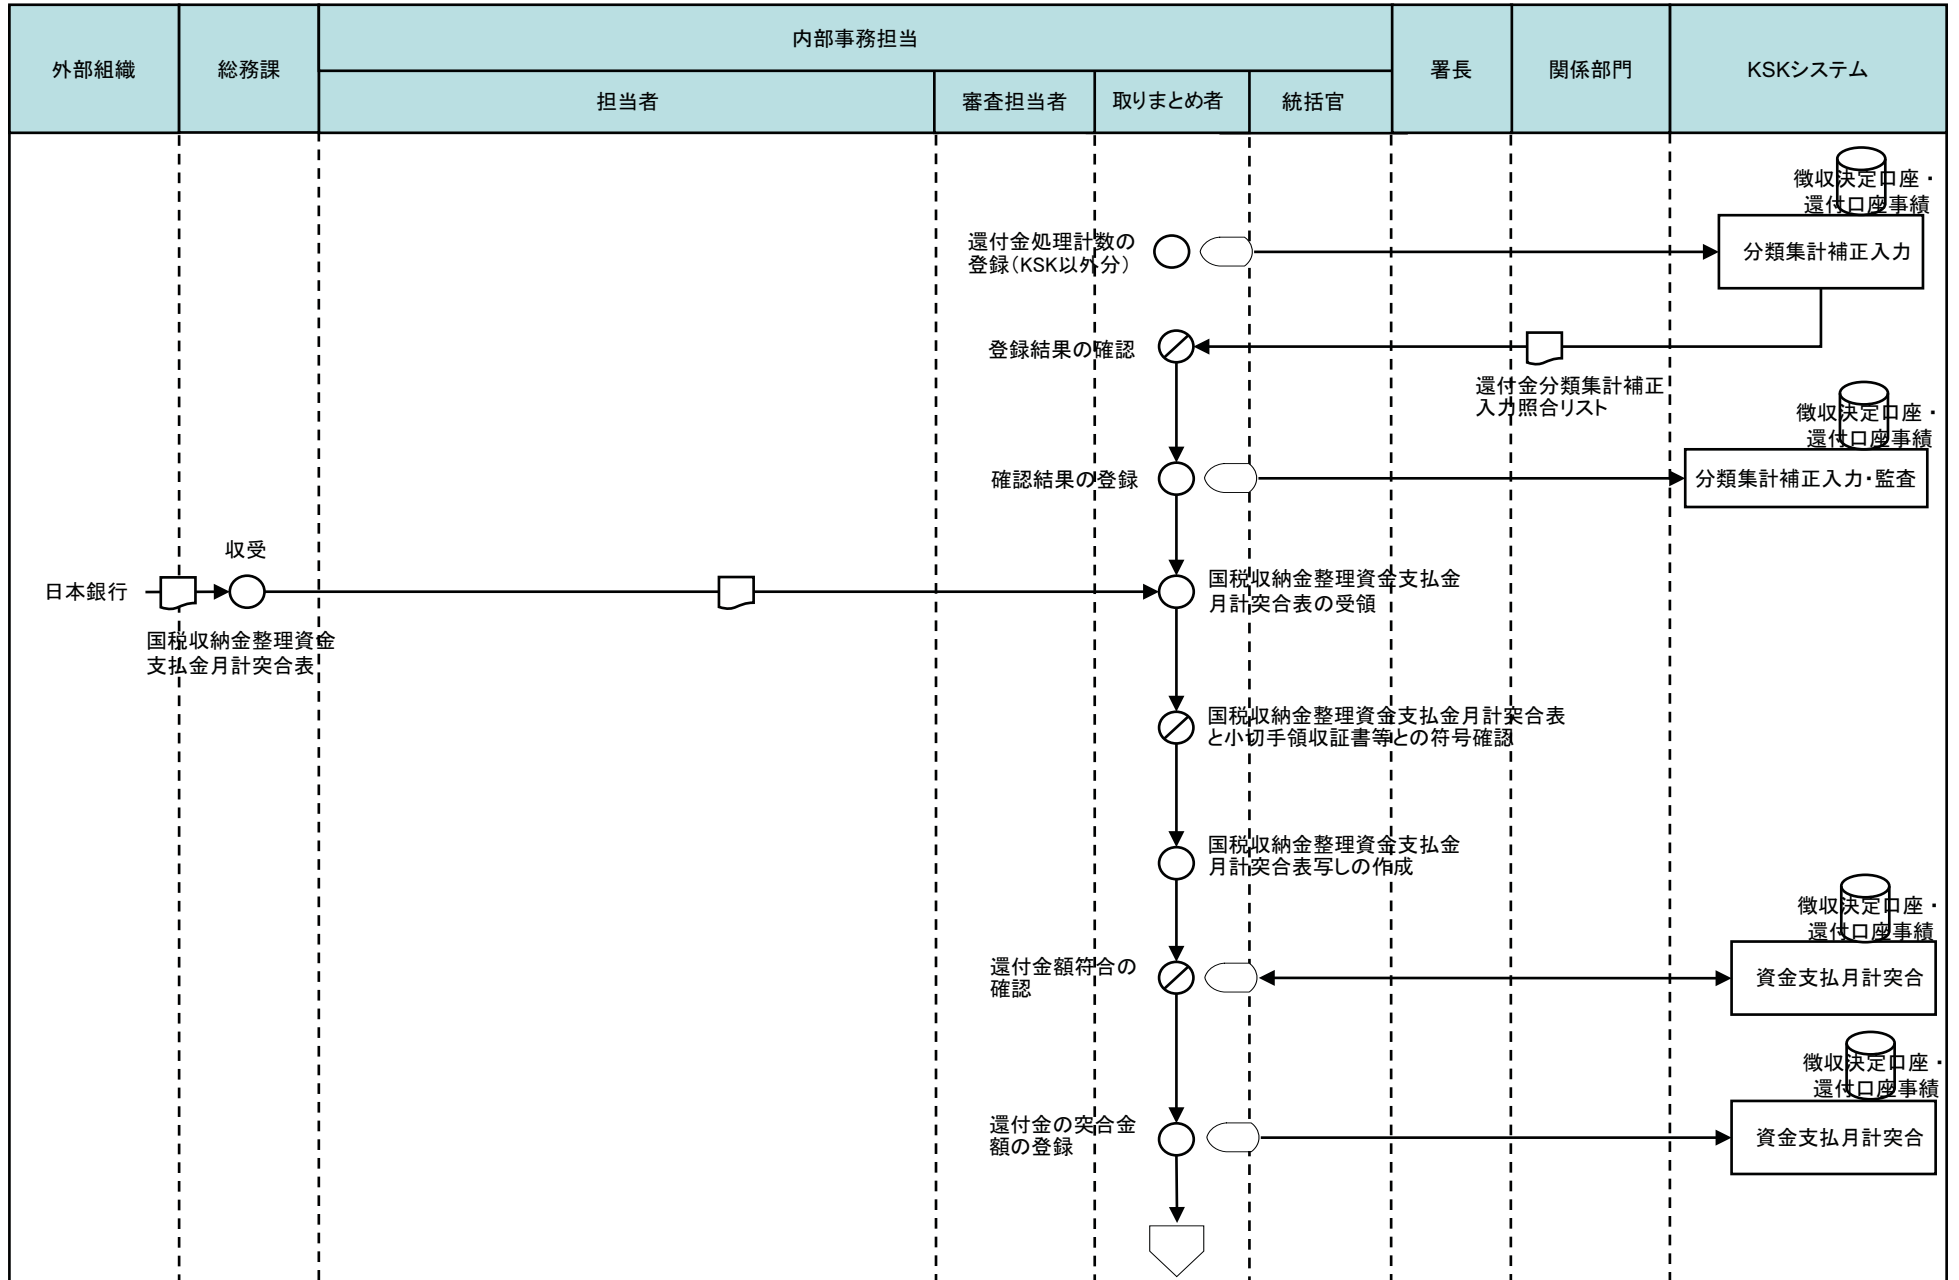 外部組織
総務課
内部事務担当
担当者
審査担当者
取りまとめ者
統括官
署長
関係部門
KSKシステム
徴収決定口座・
還付口座事績
還付金処理計数の
登録（KSK以外分）
分類集計補正入力
登録結果の確認
還付金分類集計補正
入力照合リスト
徴収決定口座・
還付口座事績
確認結果の登録
分類集計補正入力・監査
収受
日本銀行
国税収納金整理資金
支払金月計突合表
国税収納金整理資金支払金
月計突合表の受領
国税収納金整理資金支払金月計突合表
と小切手領収証書等との符号確認
国税収納金整理資金支払金
月計突合表写しの作成
徴収決定口座・
還付口座事績
還付金額符合の
確認
資金支払月計突合
徴収決定口座・
還付口座事績
還付金の突合金
額の登録
資金支払月計突合